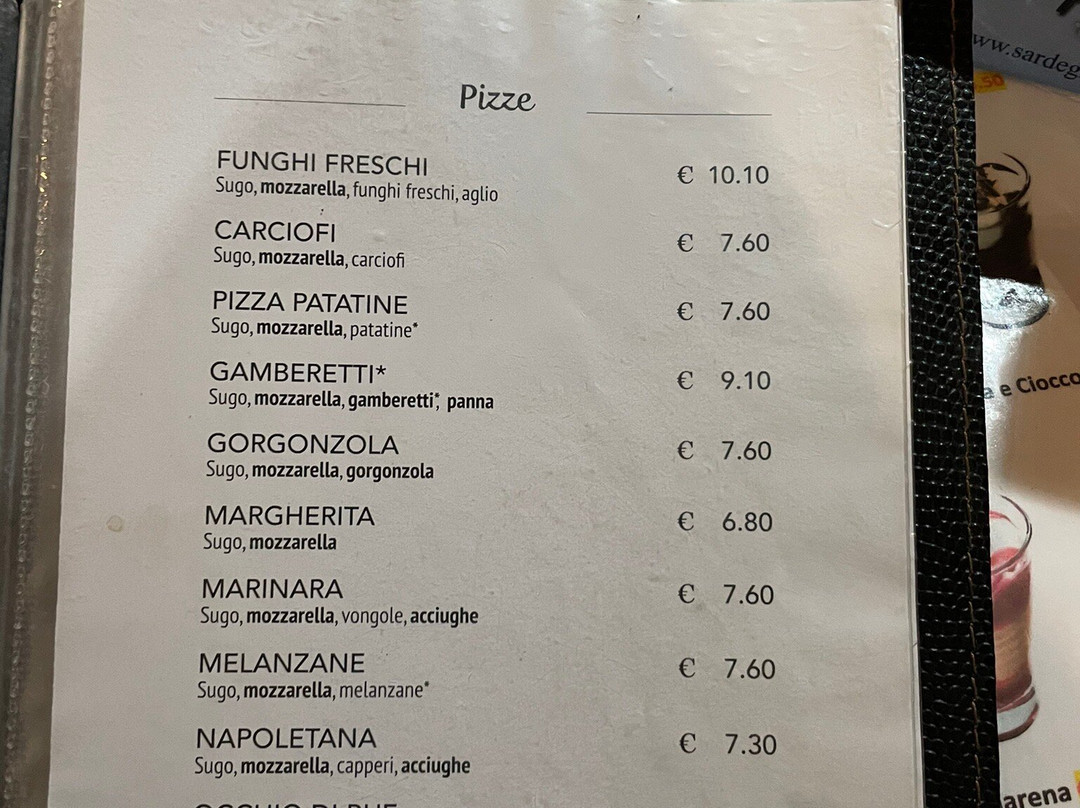 Pizze
FUNGHI FRESCHI € 10.10
Sugo, mozzarella, funghi freschi, aglio
CARCIOFI € 7.60
Sugo, mozzarella, carciofi
PIZZA PATATINE € 7.60
Sugo, mozzarella, patatine*
GAMBERETTI* € 9.10
Sugo, mozzarella, gamberetti*, panna
GORGONZOLA € 7.60
Sugo, mozzarella, gorgonzola
MARGHERITA € 6.80
Sugo, mozzarella
MARINARA € 7.60
Sugo, mozzarella, vongole, acciughe
MELANZANE € 7.60
Sugo, mozzarella, melanzane*
NAPOLETANA € 7.30
Sugo, mozzarella, capperi, acciughe
ww.sardeg
.50
e Ciocco
arena